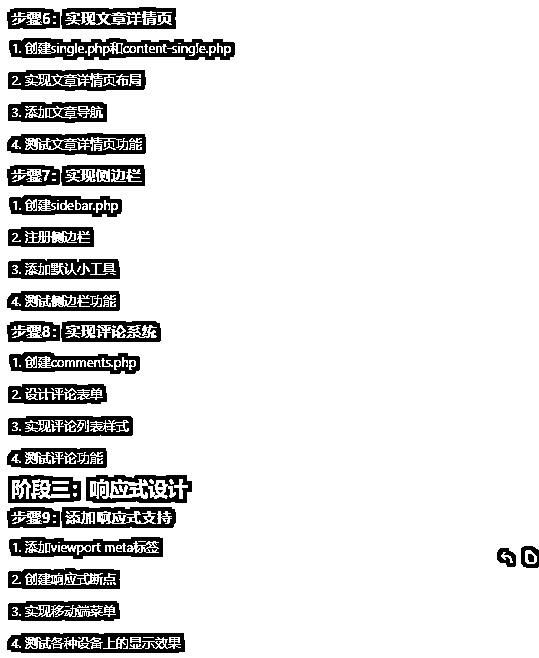 步骤6：实现文章详情页
1. 创建single.php和content-single.php
2. 实现文章详情页布局
3. 添加文章导航
4. 测试文章详情页功能
步骤7：实现侧边栏
1. 创建sidebar.php
2. 注册侧边栏
3. 添加默认小工具
4. 测试侧边栏功能
步骤8：实现评论系统
1. 创建comments.php
2. 设计评论表单
3. 实现评论列表样式
4. 测试评论功能
阶段三：响应式设计
步骤9：添加响应式支持
1. 添加viewport meta标签
2. 创建响应式断点
3. 实现移动端菜单
4. 测试各种设备上的显示效果